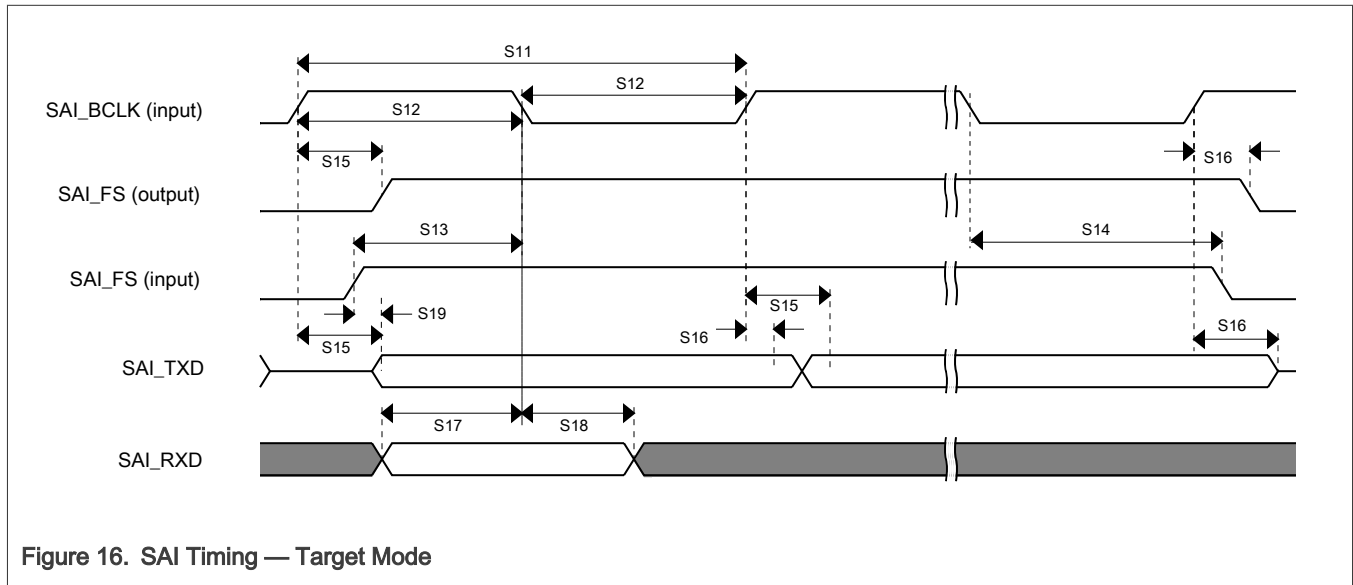 S11
S12
SAI_BCLK (input)
S12
S15
S16
SAI_FS (output)
S13
S14
SAI_FS (input)
S15
S19
S16
S15
S16
SAI_TXD
S17
S18
SAI_RXD
Figure 16. SAI Timing — Target Mode